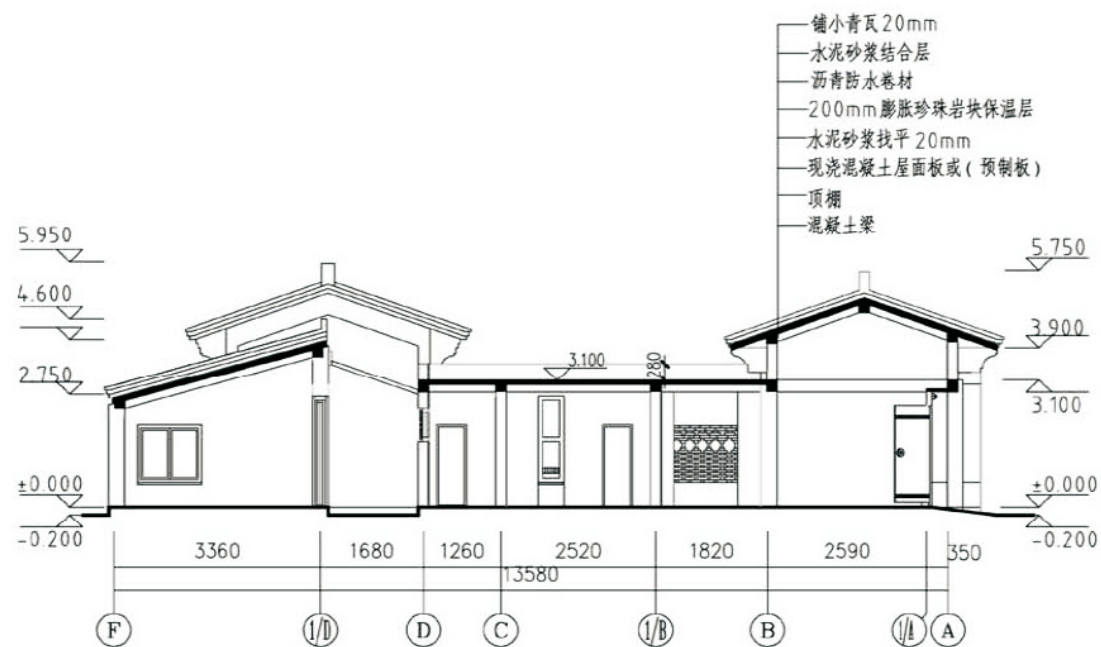 铺小青瓦20mm
水泥砂浆结合层
沥青防水卷材
200mm膨胀珍珠岩块保温层
水泥砂浆找平20mm
现浇混凝土屋面板或(预制板)
顶棚
混凝土梁
5.950
4.600
2.750
±0.000
-0.200
3.100
280
5.750
3.900
3.100
±0.000
-0.200
3360 1680 1260 2520 1820 2590 350
13580
F 1/D D C 1/B B 1/A A